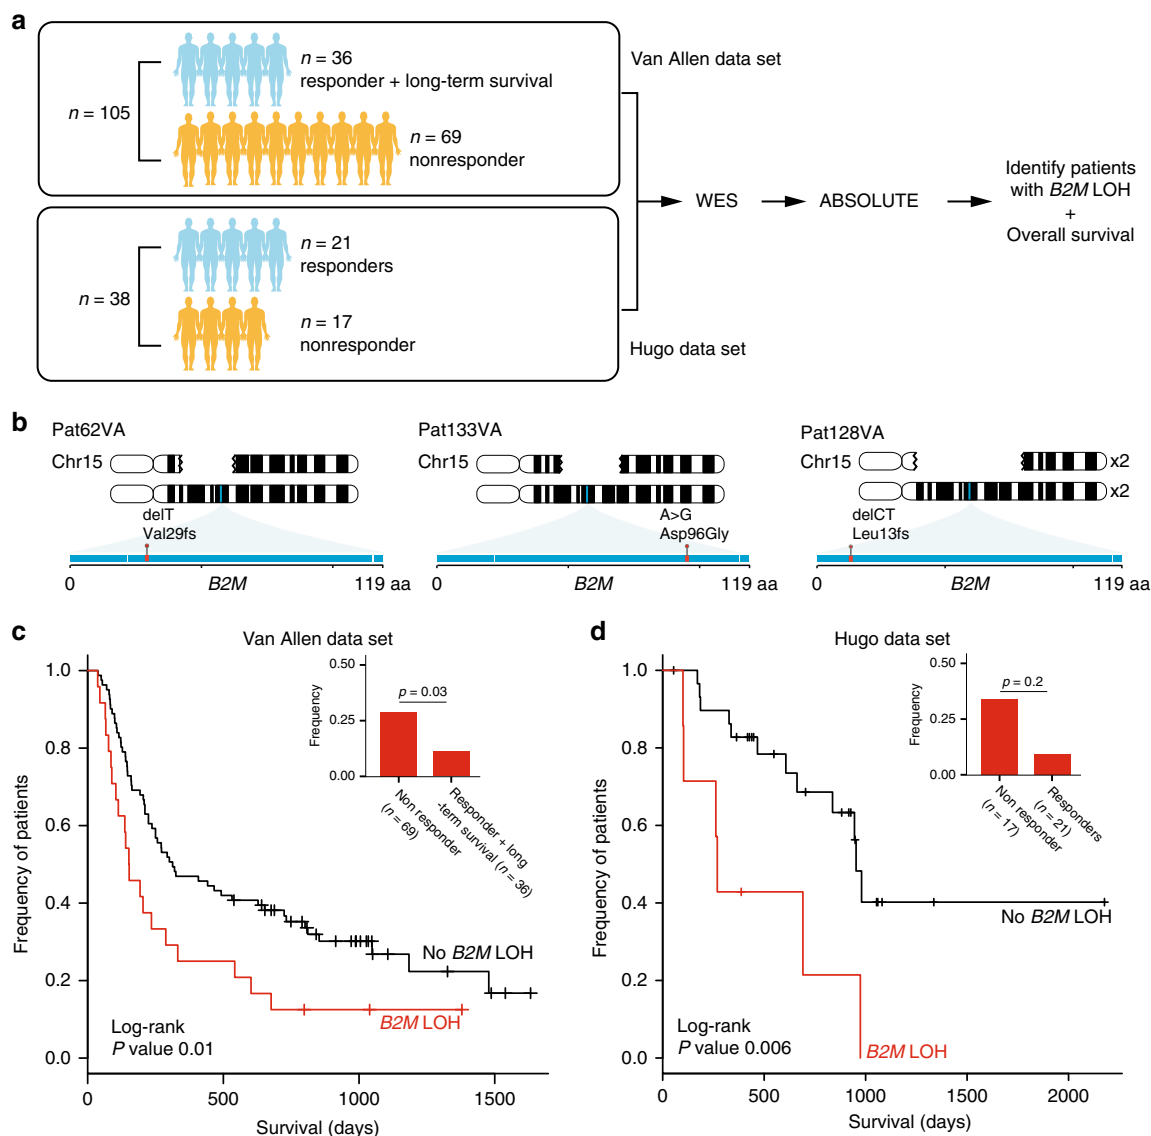 a
n = 36
responder + long-term survival
n = 105
n = 69
nonresponder
Van Allen data set
n = 21
responders
n = 38
n = 17
nonresponder
Hugo data set
WES
ABSOLUTE
Identify patients
with B2M LOH
+
Overall survival
b
Pat62VA
Chr15
delT
Val29fs
0
B2M
119 aa
Pat133VA
Chr15
A>G
Asp96Gly
0
B2M
119 aa
Pat128VA
Chr15
x2
x2
delCT
Leu13fs
0
B2M
119 aa
c
Van Allen data set
Frequency of patients
1.0
0.8
0.6
0.4
0.2
0.0
0
500
1000
1500
Survival (days)
Log-rank
P value 0.01
No B2M LOH
B2M LOH
Frequency
0.50
0.25
0.00
p = 0.03
Non responder
(n = 69)
Responder + long
-term survival (n = 36)
d
Hugo data set
Frequency of patients
1.0
0.8
0.6
0.4
0.2
0.0
0
500
1000
1500
2000
Survival (days)
Log-rank
P value 0.006
No B2M LOH
B2M LOH
Frequency
0.50
0.25
0.00
p = 0.2
Non responder
(n = 17)
Responders
(n = 21)